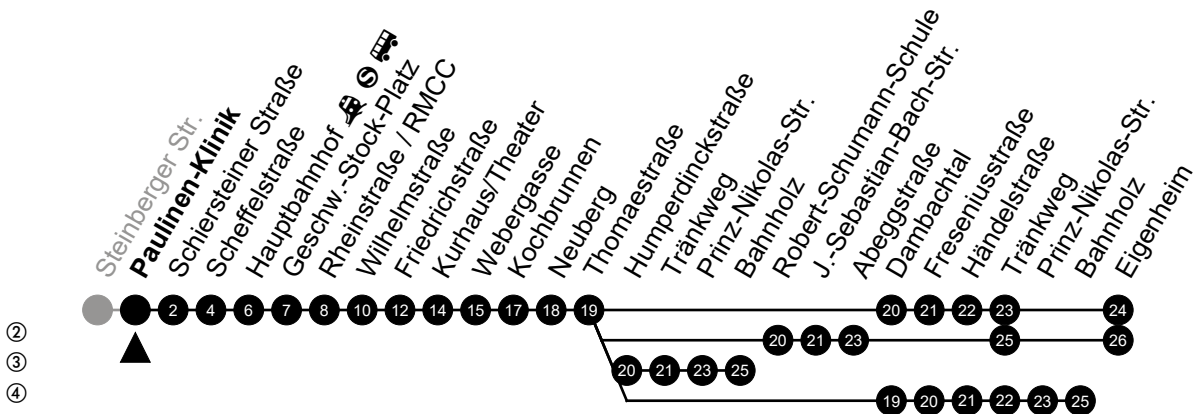 Steinberger Str.
Paulinen-Klinik
Schiersteiner Straße
Scheffelstraße
Hauptbahnhof S
Geschw.-Stock-Platz
Rheinstraße / RMCC
Wilhelmstraße
Friedrichstraße
Kurhaus/Theater
Webergasse
Kochbrunnen
Neuberg
Thomaestraße
Humperdinckstraße
Tränkweg
Prinz-Nikolas-Str.
Bahnholz
Robert-Schumann-Schule
J.-Sebastian-Bach-Str.
Abeggstraße
Dambachtal
Freseniusstraße
Händelstraße
Tränkweg
Prinz-Nikolas-Str.
Bahnholz
Eigenheim
2 4 6 7 8 10 12 14 15 17 18 19 20 21 22 23 24
② 20 21 23 25 26
③ 20 21 23 25
④ 19 20 21 22 23 25